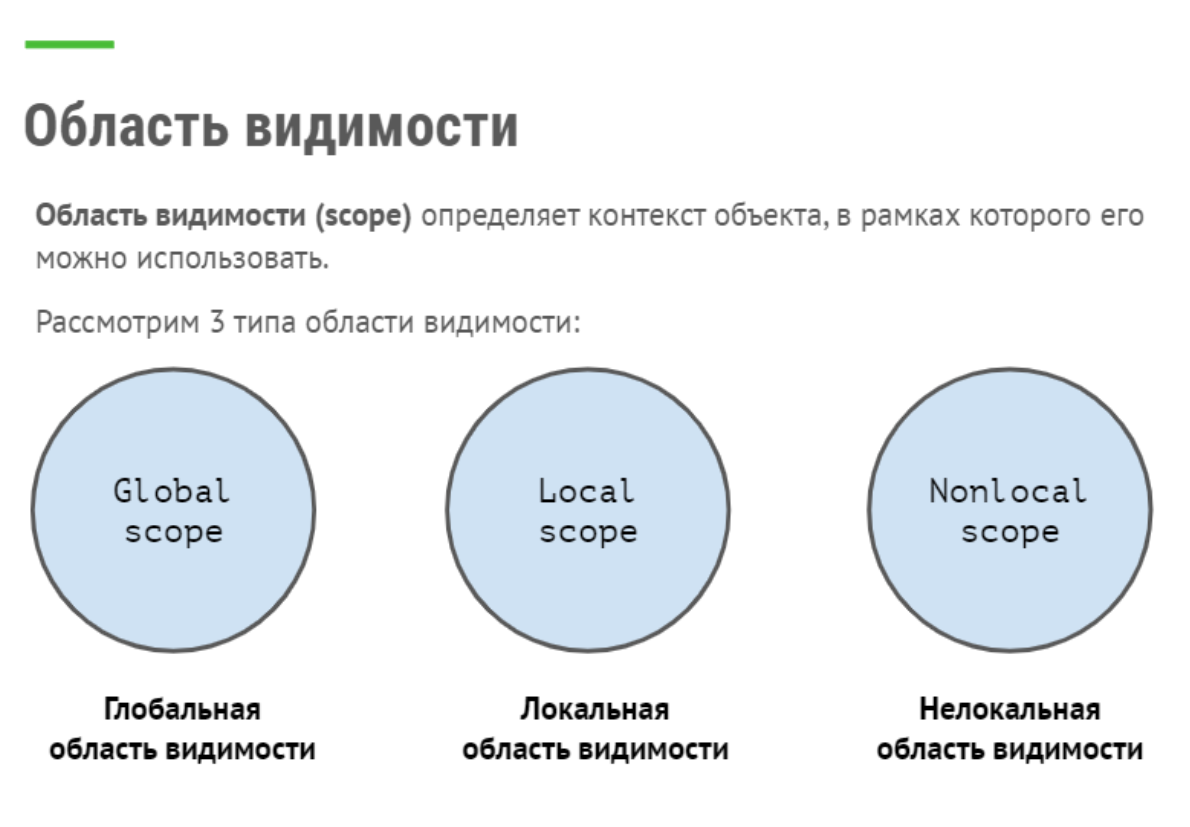 Область видимости
Область видимости (scope) определяет контекст объекта, в рамках которого его
можно использовать.
Рассмотрим 3 типа области видимости:
Global
scope
Local
scope
Nonlocal
scope
Глобальная
область видимости
Локальная
область видимости
Нелокальная
область видимости